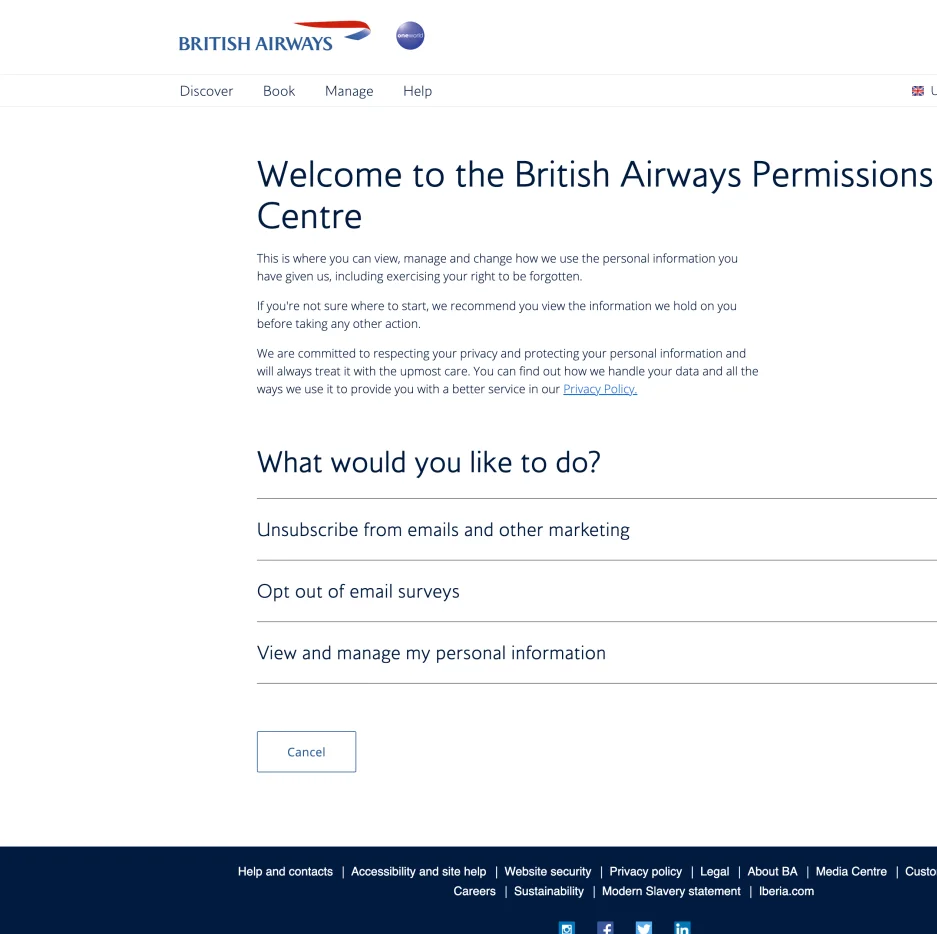 BRITISH AIRWAYS
oneworld
Discover Book Manage Help
Welcome to the British Airways Permissions
Centre
This is where you can view, manage and change how we use the personal information you
have given us, including exercising your right to be forgotten.
If you're not sure where to start, we recommend you view the information we hold on you
before taking any other action.
We are committed to respecting your privacy and protecting your personal information and
will always treat it with the upmost care. You can find out how we handle your data and all the
ways we use it to provide you with a better service in our Privacy Policy.
What would you like to do?
Unsubscribe from emails and other marketing
Opt out of email surveys
View and manage my personal information
Cancel
Help and contacts | Accessibility and site help | Website security | Privacy policy | Legal | About BA | Media Centre |
Careers | Sustainability | Modern Slavery statement | Iberia.com